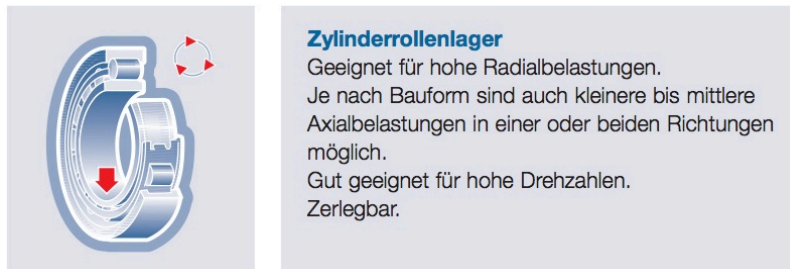 Zylinderrollenlager
Geeignet für hohe Radialbelastungen.
Je nach Bauform sind auch kleinere bis mittlere
Axialbelastungen in einer oder beiden Richtungen
möglich.
Gut geeignet für hohe Drehzahlen.
Zerlegbar.